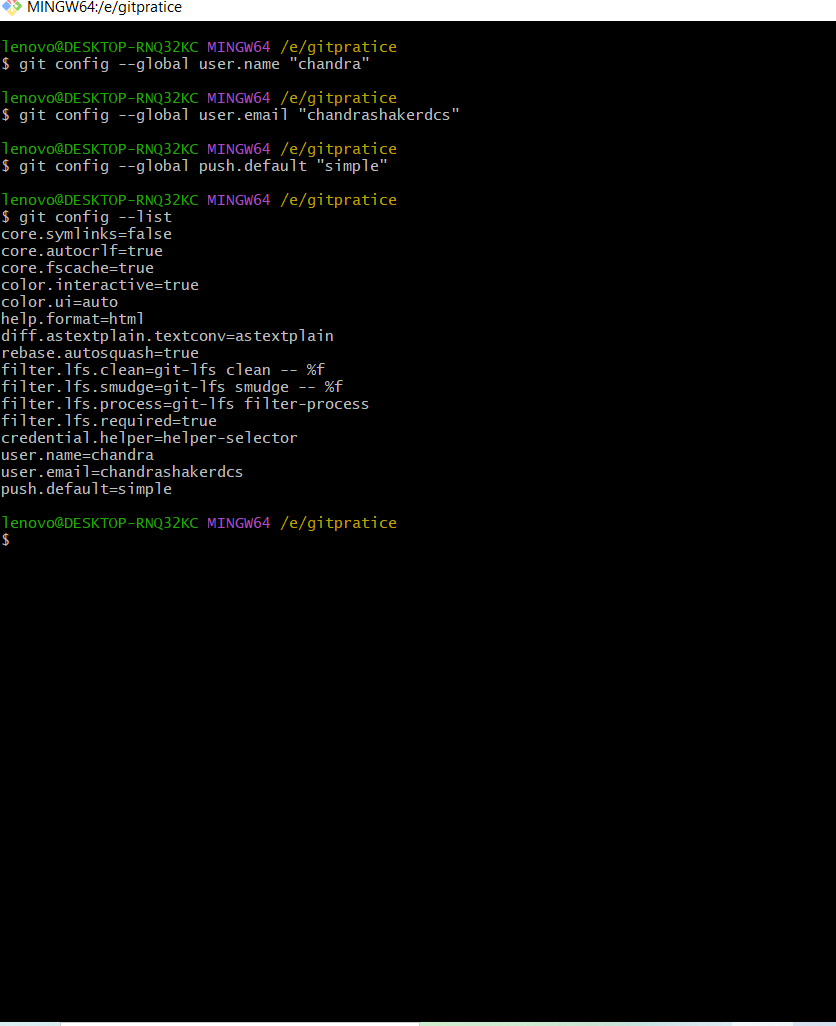 MINGW64:/e/gitpratice
lenovo@DESKTOP-RNQ32KC MINGW64 /e/gitpratice
$ git config --global user.name "chandra"
lenovo@DESKTOP-RNQ32KC MINGW64 /e/gitpratice
$ git config --global user.email "chandrashakerdcs"
lenovo@DESKTOP-RNQ32KC MINGW64 /e/gitpratice
$ git config --global push.default "simple"
lenovo@DESKTOP-RNQ32KC MINGW64 /e/gitpratice
$ git config --list
core.symlinks=false
core.autocrlf=true
core.fscache=true
color.interactive=true
color.ui=auto
help.format=html
diff.astextplain.textconv=astextplain
rebase.autosquash=true
filter.lfs.clean=git-lfs clean -- %f
filter.lfs.smudge=git-lfs smudge -- %f
filter.lfs.process=git-lfs filter-process
filter.lfs.required=true
credential.helper=helper-selector
user.name=chandra
user.email=chandrashakerdcs
push.default=simple
lenovo@DESKTOP-RNQ32KC MINGW64 /e/gitpratice
$